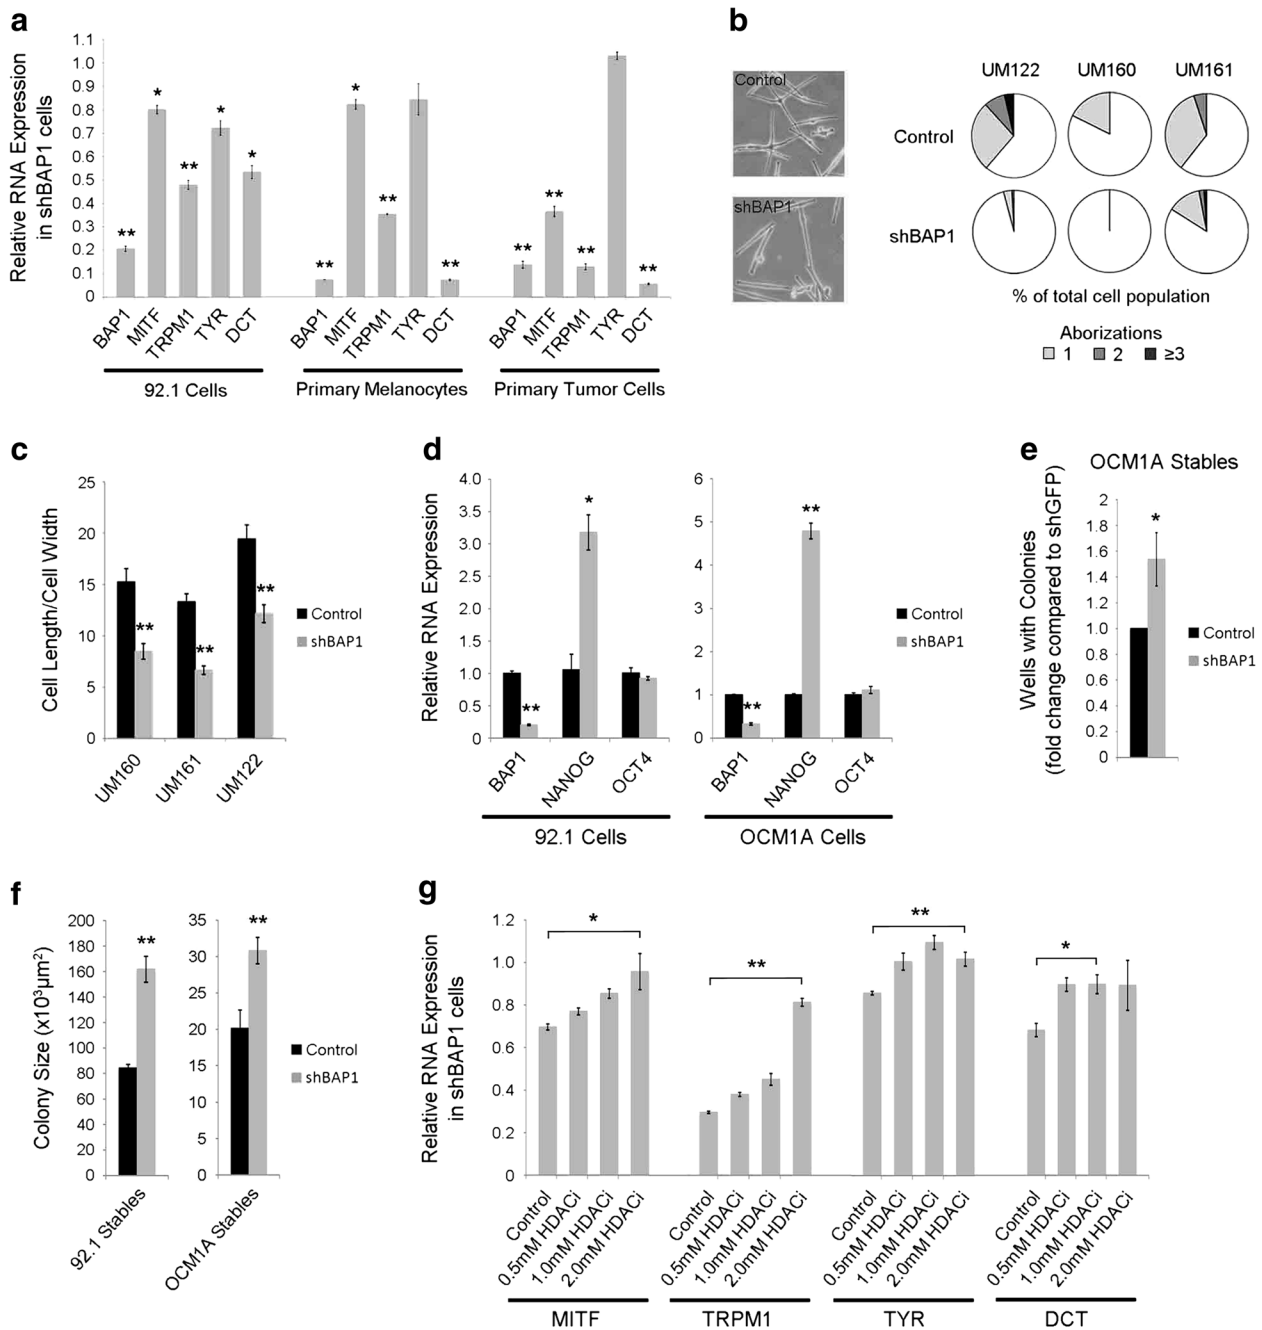 a
Relative RNA Expression
in shBAP1 cells
1.1
1.0
0.9
0.8
0.7
0.6
0.5
0.4
0.3
0.2
0.1
0
**
*
**
*
*
**
*
**
**
**
**
**
**
BAP1
MITF
TRPM1
TYR
DCT
BAP1
MITF
TRPM1
TYR
DCT
BAP1
MITF
TRPM1
TYR
DCT
92.1 Cells
Primary Melanocytes
Primary Tumor Cells
b
Control
shBAP1
UM122
UM160
UM161
Control
shBAP1
% of total cell population
Aborizations
1
2
≥3
c
Cell Length/Cell Width
25
20
15
10
5
0
**
**
**
UM160
UM161
UM122
Control
shBAP1
d
Relative RNA Expression
4.0
3.5
3.0
2.5
2.0
1.5
1.0
0.5
0
**
*
BAP1
NANOG
OCT4
92.1 Cells
6
5
4
3
2
1
0
**
**
BAP1
NANOG
OCT4
OCM1A Cells
Control
shBAP1
e
OCM1A Stables
Wells with Colonies
(fold change compared to shGFP)
2
1.8
1.6
1.4
1.2
1.0
0.8
0.6
0.4
0.2
0
*
Control
shBAP1
f
Colony Size (x10³μm²)
200
180
160
140
120
100
80
60
40
20
0
**
92.1 Stables
35
30
25
20
15
10
5
0
**
OCM1A Stables
Control
shBAP1
g
Relative RNA Expression
in shBAP1 cells
1.2
1.0
0.8
0.6
0.4
0.2
0
*
**
**
*
Control
0.5mM HDACi
1.0mM HDACi
2.0mM HDACi
Control
0.5mM HDACi
1.0mM HDACi
2.0mM HDACi
Control
0.5mM HDACi
1.0mM HDACi
2.0mM HDACi
Control
0.5mM HDACi
1.0mM HDACi
2.0mM HDACi
MITF
TRPM1
TYR
DCT